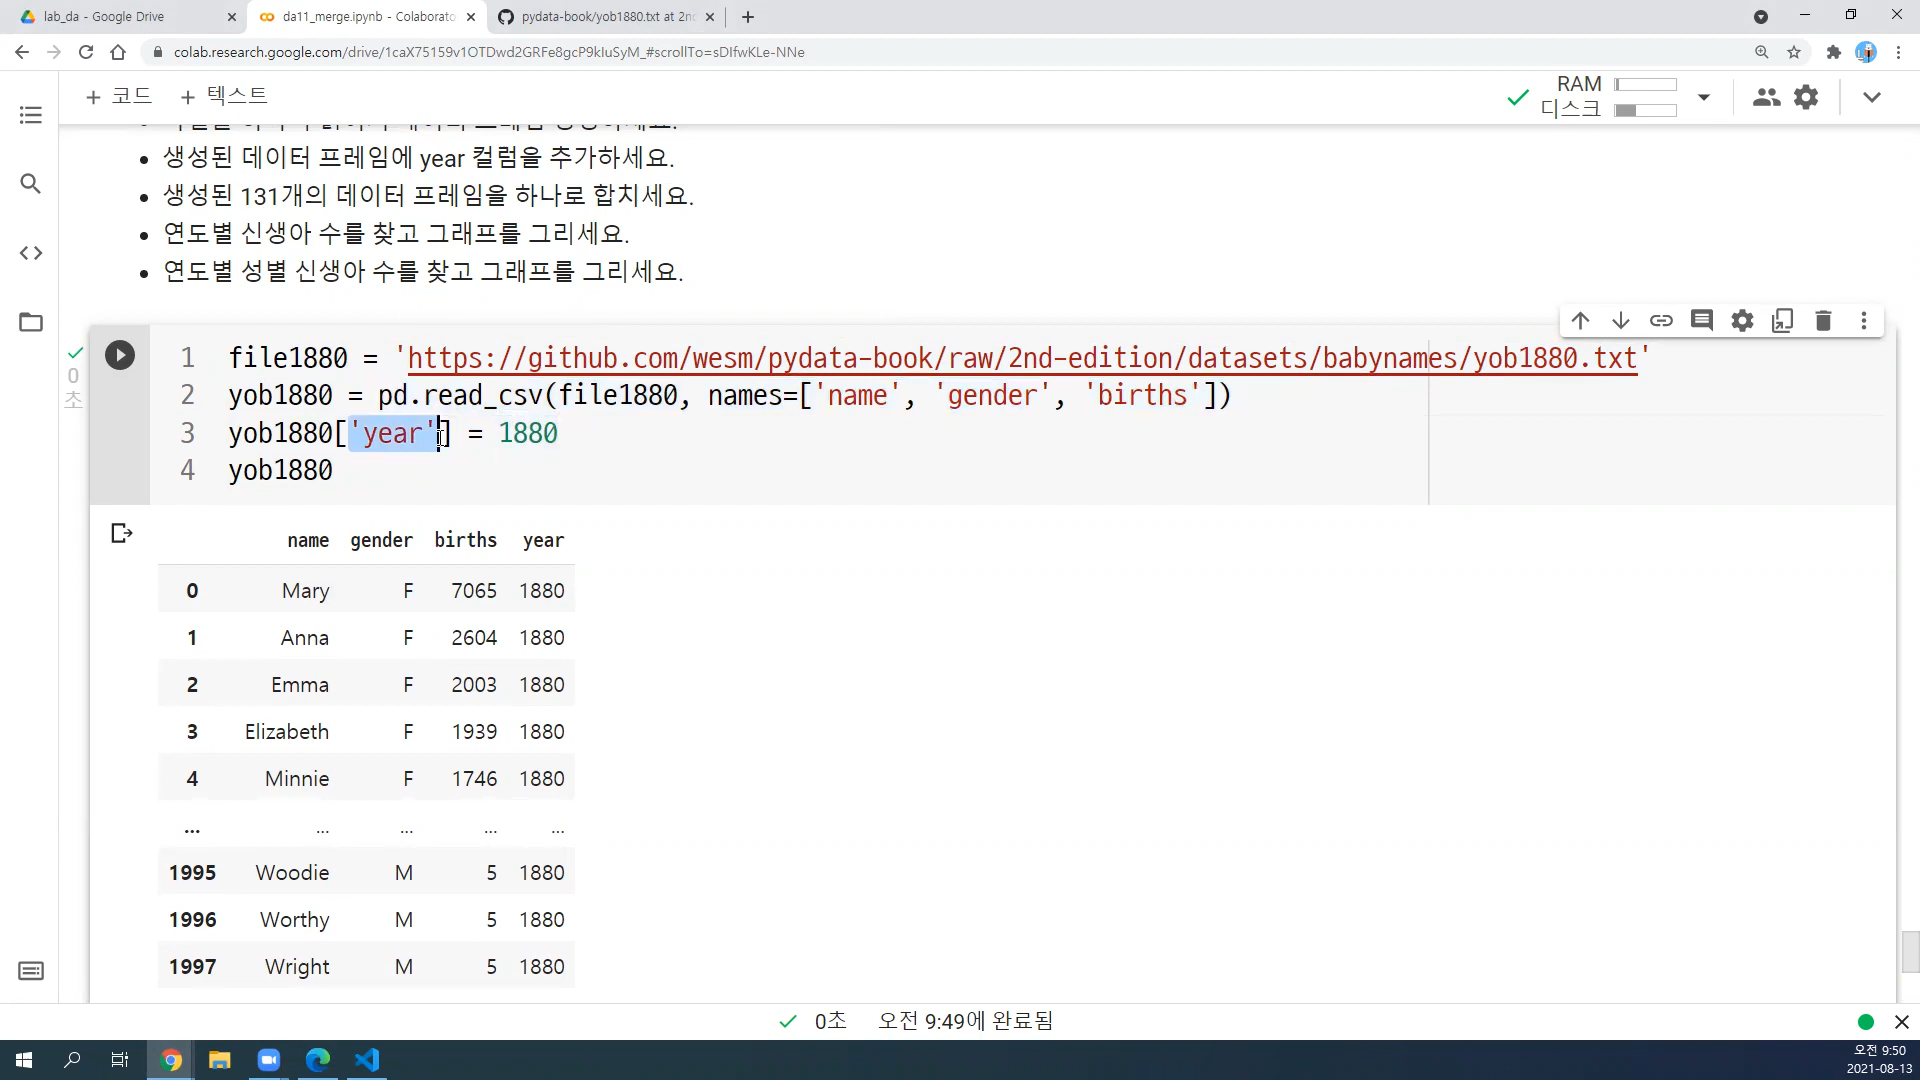 lab_da - Google Drive
da11_merge.ipynb - Colaborato
pydata-book/yob1880.txt at 2n
colab.research.google.com/drive/1caX75159v1OTDwd2GRFe8gcP9kIuSyM_#scrollTo=sDIfwKLe-NNe
+ 코드 + 텍스트
RAM
디스크
생성된 데이터 프레임에 year 컬럼을 추가하세요.
생성된 131개의 데이터 프레임을 하나로 합치세요.
연도별 신생아 수를 찾고 그래프를 그리세요.
연도별 성별 신생아 수를 찾고 그래프를 그리세요.
0
초
1 file1880 = 'https://github.com/wesm/pydata-book/raw/2nd-edition/datasets/babynames/yob1880.txt'
2 yob1880 = pd.read_csv(file1880, names=['name', 'gender', 'births'])
3 yob1880['year'] = 1880
4 yob1880
name gender births year
0 Mary F 7065 1880
1 Anna F 2604 1880
2 Emma F 2003 1880
3 Elizabeth F 1939 1880
4 Minnie F 1746 1880
... ... ... ... ...
1995 Woodie M 5 1880
1996 Worthy M 5 1880
1997 Wright M 5 1880
0초 오전 9:49에 완료됨
오전 9:50
2021-08-13